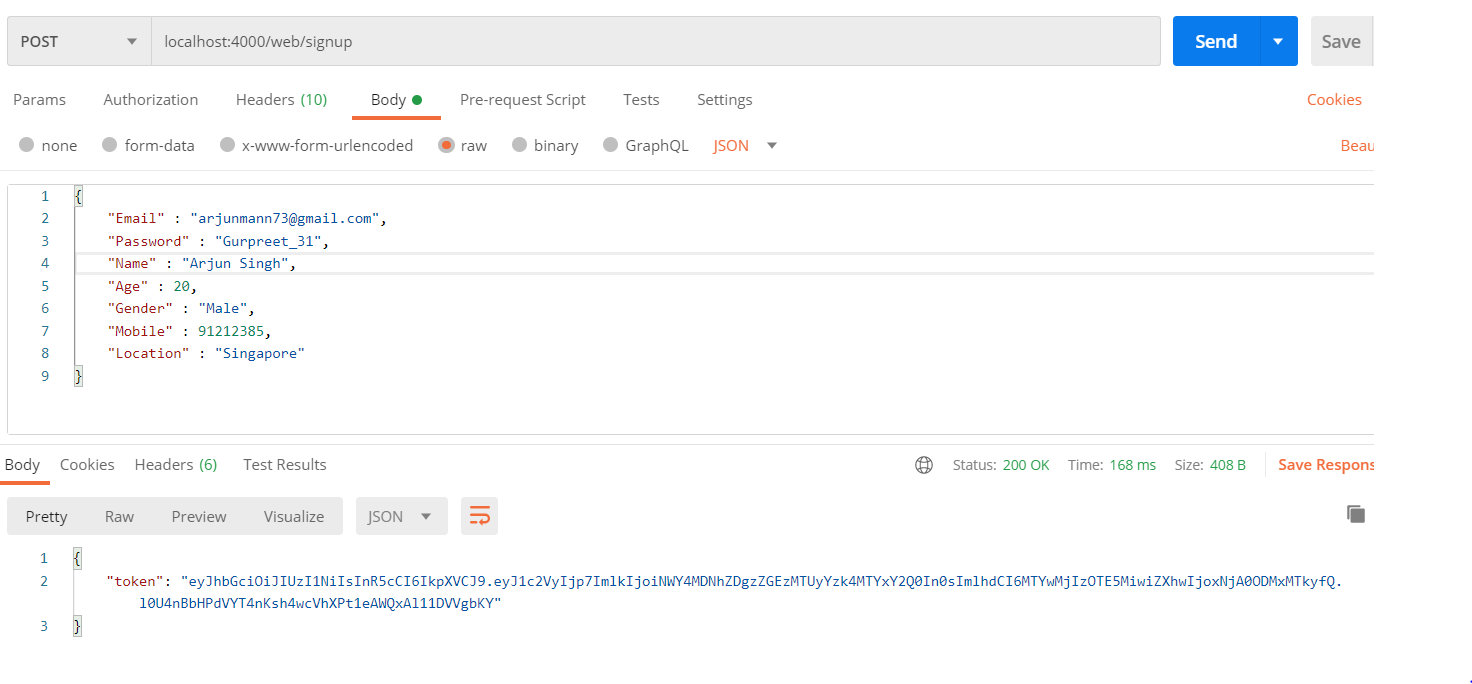 POST localhost:4000/web/signup Send Save
Params Authorization Headers (10) Body Pre-request Script Tests Settings Cookies
none form-data x-www-form-urlencoded raw binary GraphQL JSON Beau
1 {
2 "Email" : "arjunmann73@gmail.com",
3 "Password" : "Gurpreet_31",
4 "Name" : "Arjun Singh",
5 "Age" : 20,
6 "Gender" : "Male",
7 "Mobile" : 91212385,
8 "Location" : "Singapore"
9 }
Body Cookies Headers (6) Test Results Status: 200 OK Time: 168 ms Size: 408 B Save Respons
Pretty Raw Preview Visualize JSON
1 {
2 "token": "eyJhbGciOiJIUzI1NiIsInR5cCI6IkpXVCJ9.eyJ1c2VyIjp7ImlkIjoiNWY4MDNhZDgzZGEzMTUyYzk4MTYxY2Q0In0sImlhdCI6MTYwMjIzOTE5MiwiZXhwIjoxNjA0ODMxMTkyfQ.
l0U4nBbHPdVYT4nKsh4wcVhXPt1eAWQxAl11DVVgbKY"
3 }